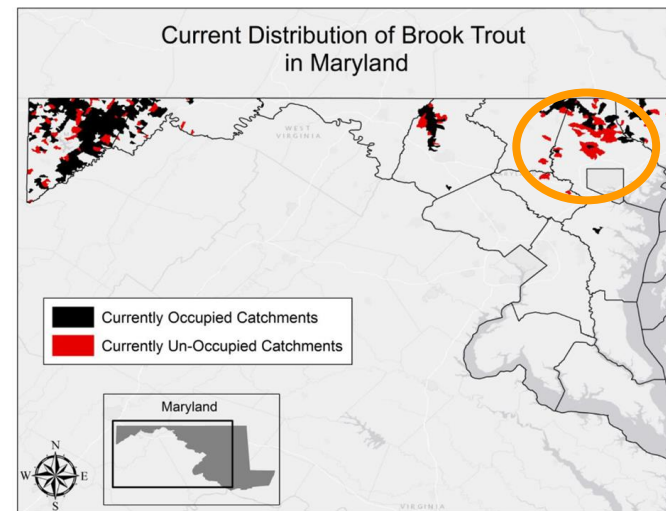 Current Distribution of Brook Trout
in Maryland
WEST
VIRGINIA
Currently Occupied Catchments
Currently Un-Occupied Catchments
Maryland
N
W
E
S
VIRGINIA